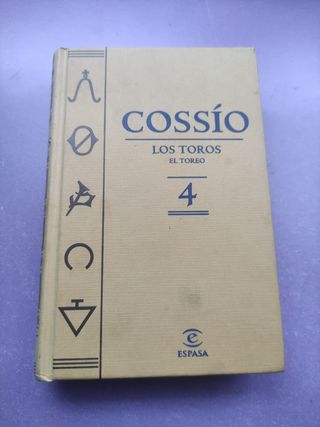 COSSÍO
LOS TOROS
EL TOREO
4
e
ESPASA